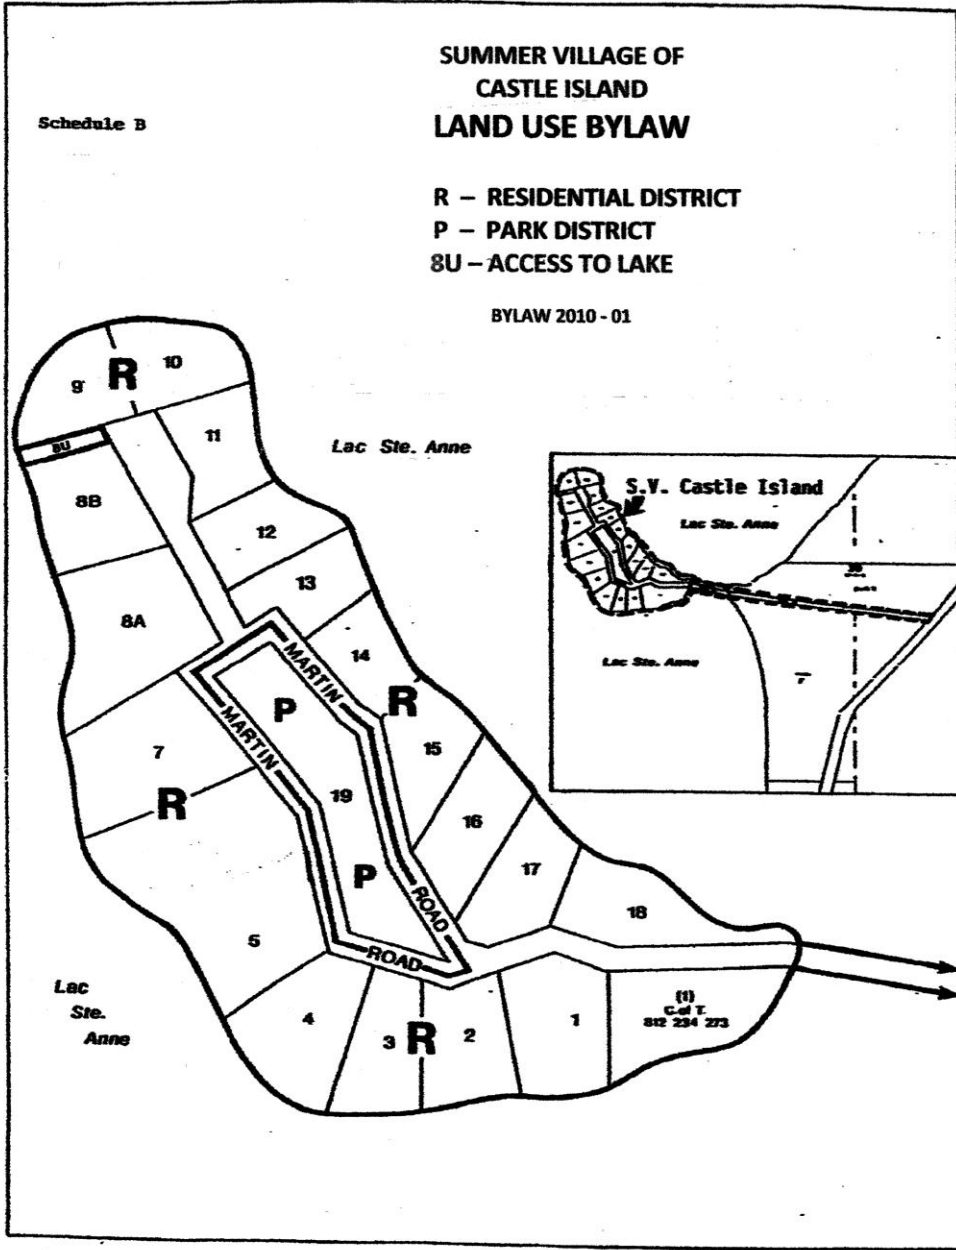 SUMMER VILLAGE OF
CASTLE ISLAND
LAND USE BYLAW
Schedule B
R – RESIDENTIAL DISTRICT
P – PARK DISTRICT
8U – ACCESS TO LAKE
BYLAW 2010 - 01
9
R
10
8U
11
Lac Ste. Anne
8B
12
13
8A
14
MARTIN
P
R
MARTIN
15
7
R
19
16
P
17
ROAD
18
5
ROAD
Lac
Ste.
Anne
4
3
R
2
1
(1)
C. of T.
812 234 273
S.V. Castle Island
Lac Ste. Anne
Lac Ste. Anne